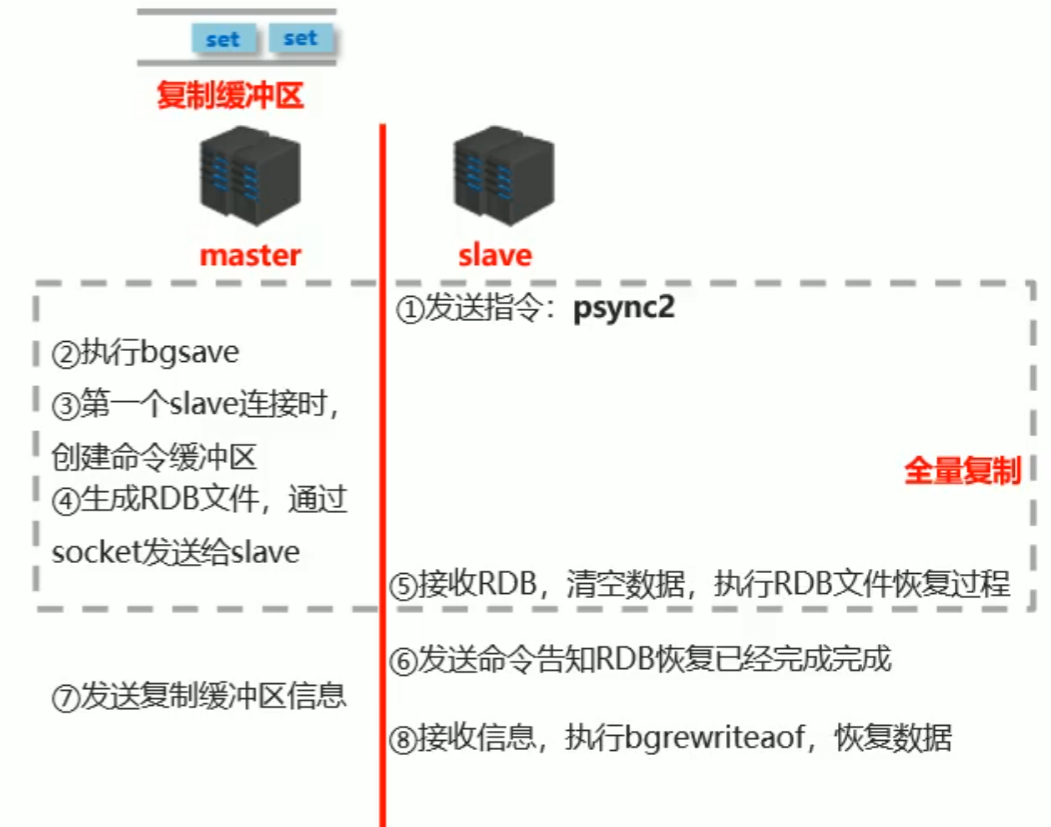 set set
复制缓冲区
master
slave
①发送指令：psync2
②执行bgsave
③第一个slave连接时，
创建命令缓冲区
④生成RDB文件，通过
socket发送给slave
全量复制
⑤接收RDB，清空数据，执行RDB文件恢复过程
⑥发送命令告知RDB恢复已经完成完成
⑦发送复制缓冲区信息
⑧接收信息，执行bgrewriteaof，恢复数据